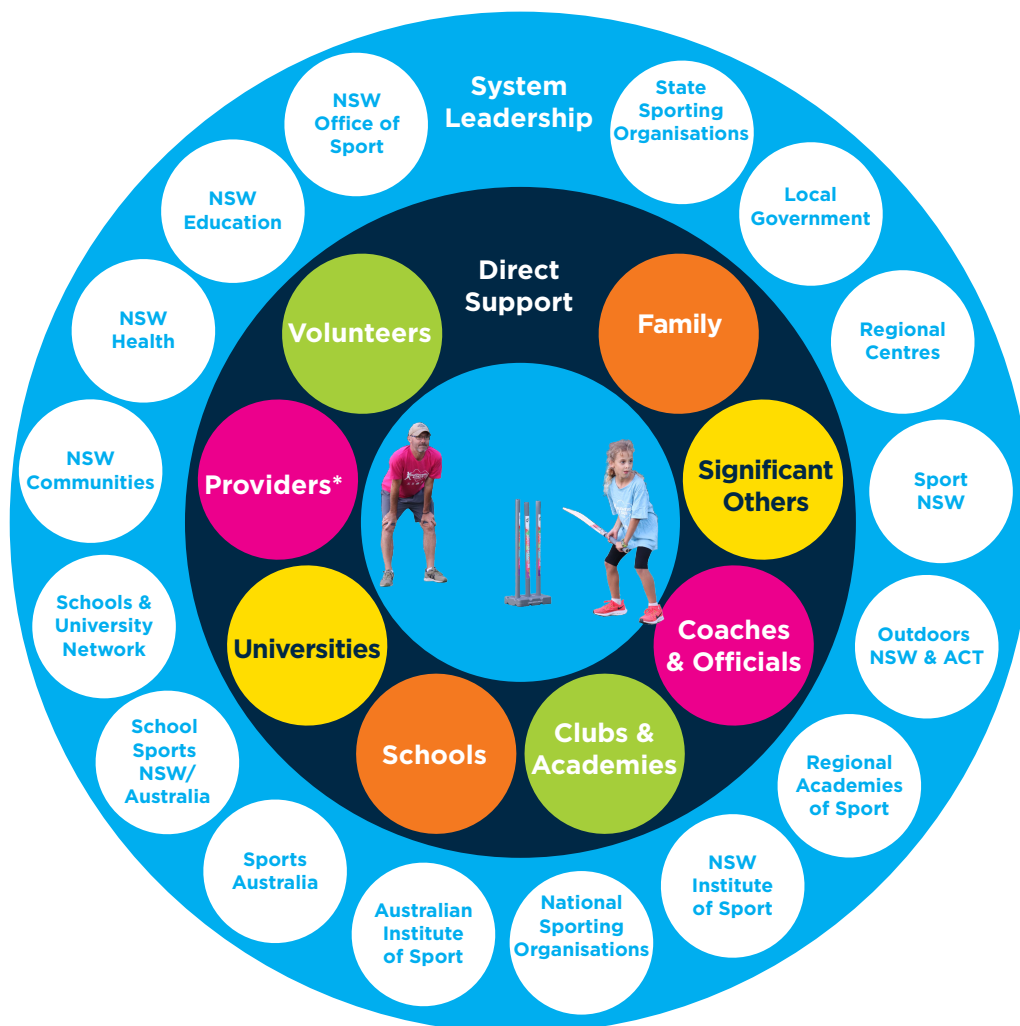 System
Leadership
State
Sporting
Organisations
Local
Government
Regional
Centres
Sport
NSW
Outdoors
NSW & ACT
Regional
Academies
of Sport
NSW
Institute
of Sport
National
Sporting
Organisations
Australian
Institute
of Sport
Sports
Australia
School
Sports
NSW/
Australia
Schools &
University
Network
NSW
Communities
NSW
Health
NSW
Education
NSW
Office of
Sport
Direct
Support
Family
Significant
Others
Coaches
& Officials
Clubs &
Academies
Schools
Universities
Providers*
Volunteers